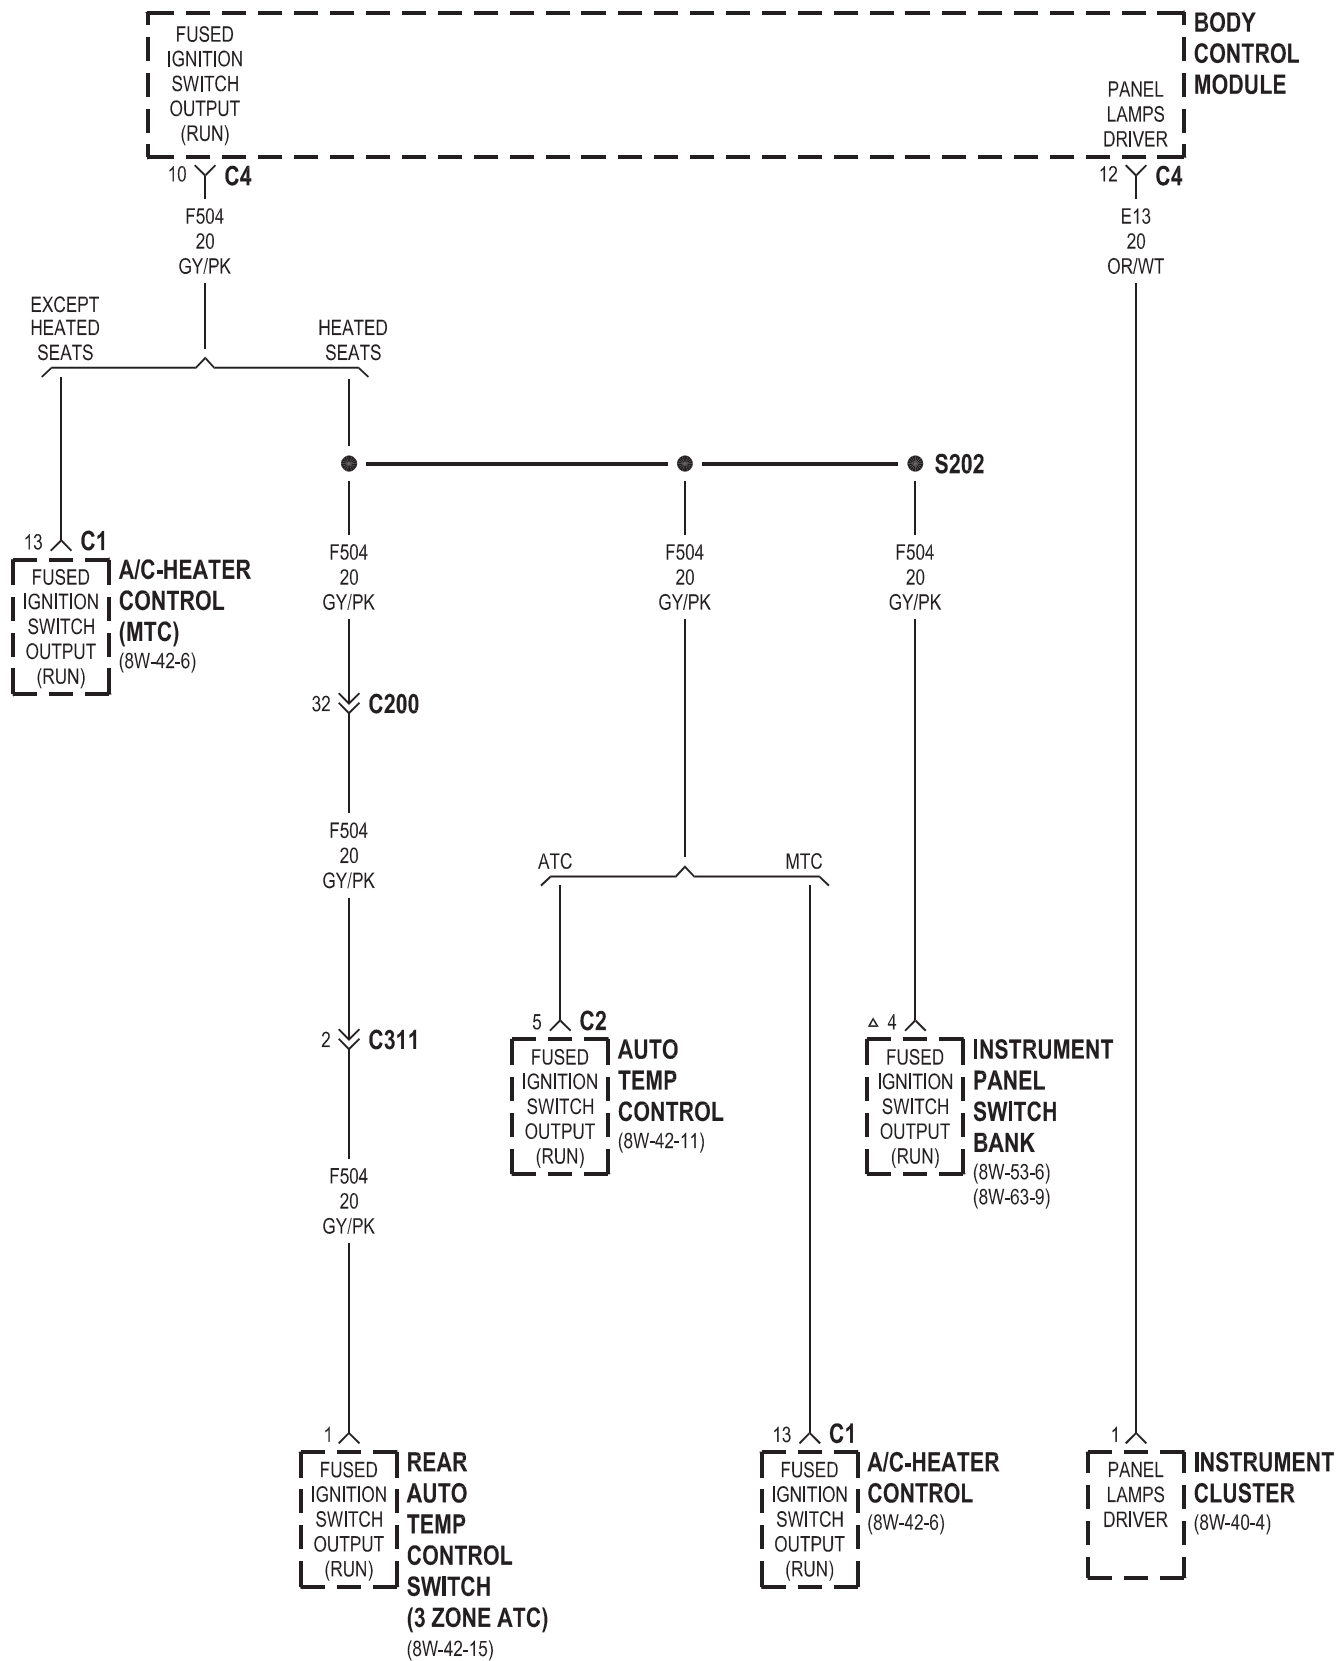 FUSED
IGNITION
SWITCH
OUTPUT
(RUN)
PANEL
LAMPS
DRIVER
BODY
CONTROL
MODULE
10 C4
12 C4
F504
20
GY/PK
E13
20
OR/WT
EXCEPT
HEATED
SEATS
HEATED
SEATS
S202
13 C1
FUSED
IGNITION
SWITCH
OUTPUT
(RUN)
A/C-HEATER
CONTROL
(MTC)
(8W-42-6)
F504
20
GY/PK
F504
20
GY/PK
F504
20
GY/PK
32 C200
F504
20
GY/PK
ATC
MTC
2 C311
5 C2
FUSED
IGNITION
SWITCH
OUTPUT
(RUN)
AUTO
TEMP
CONTROL
(8W-42-11)
△ 4
FUSED
IGNITION
SWITCH
OUTPUT
(RUN)
INSTRUMENT
PANEL
SWITCH
BANK
(8W-53-6)
(8W-63-9)
F504
20
GY/PK
1
FUSED
IGNITION
SWITCH
OUTPUT
(RUN)
REAR
AUTO
TEMP
CONTROL
SWITCH
(3 ZONE ATC)
(8W-42-15)
13 C1
FUSED
IGNITION
SWITCH
OUTPUT
(RUN)
A/C-HEATER
CONTROL
(8W-42-6)
1
PANEL
LAMPS
DRIVER
INSTRUMENT
CLUSTER
(8W-40-4)